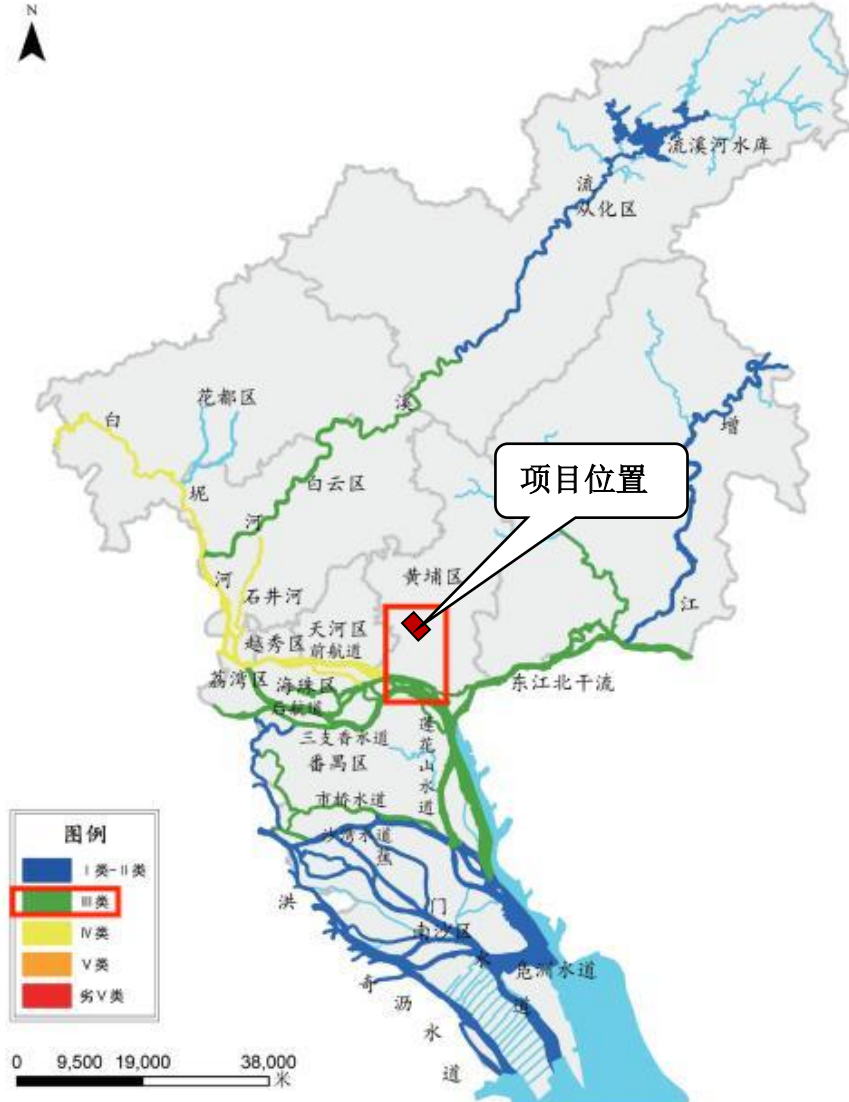 N
流溪河水库
流
从化区
花都区
溪
白
增
项目位置
坭
白云区
河
黄埔区
河
石井河
江
天河区
越秀区
前航道
荔湾区
海珠区
东江北干流
后航道
三支香水道
莲花山水道
番禺区
市桥水道
沙湾水道
蕉
图例
I类-II类
洪
III类
门
IV类
南沙区
水
凫洲水道
V类
奇
道
劣V类
沥
水
道
0 9,500 19,000 38,000
米